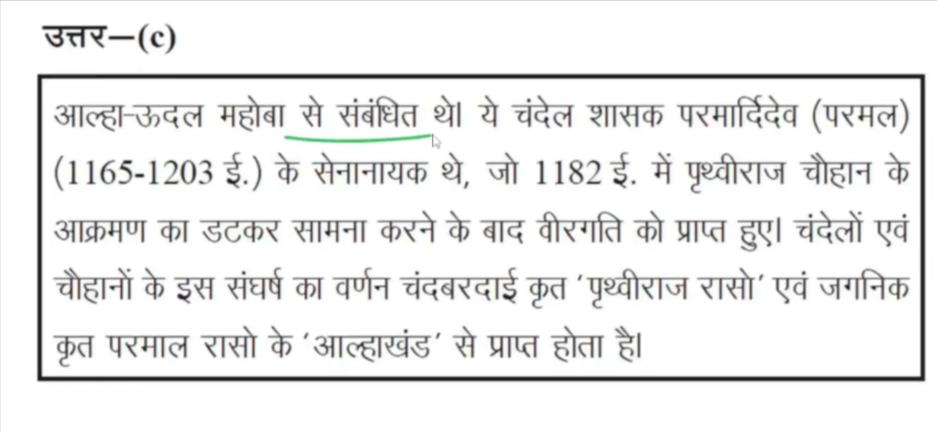 उत्तर—(c)
आल्हा-ऊदल महोबा से संबंधित थे। ये चंदेल शासक परमार्दिदेव (परमल)
(1165-1203 ई.) के सेनानायक थे, जो 1182 ई. में पृथ्वीराज चौहान के
आक्रमण का डटकर सामना करने के बाद वीरगति को प्राप्त हुए। चंदेलों एवं
चौहानों के इस संघर्ष का वर्णन चंदबरदाई कृत ‘पृथ्वीराज रासो’ एवं जगनिक
कृत परमाल रासो के ‘आल्हाखंड’ से प्राप्त होता है।